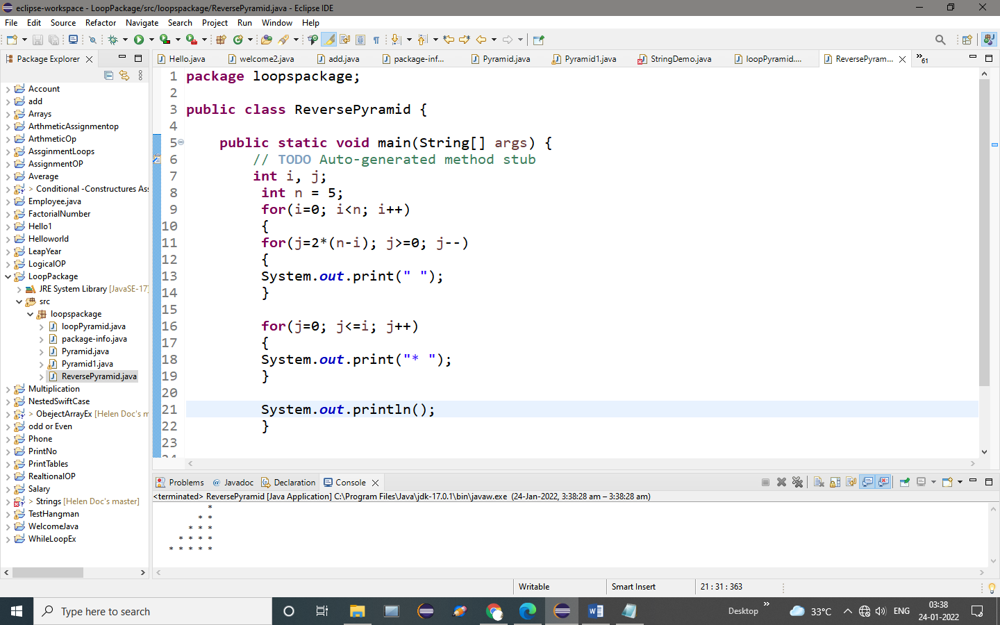 eclipse-workspace - LoopPackage/src/loopspackage/ReversePyramid.java - Eclipse IDE
File Edit Source Refactor Navigate Search Project Run Window Help
Package Explorer
Hello.java welcome2.java add.java package-inf... Pyramid.java Pyramid1.java StringDemo.java loopPyramid.... ReversePyram... »61
Account
add
Arrays
ArthmeticAssignmentop
ArthmeticOp
AssginmentLoops
AssignmentOP
Average
> Conditional -Constructures Ass
Employee.java
FactorialNumber
Hello1
Helloworld
LeapYear
LogicalOP
LoopPackage
JRE System Library [JavaSE-17]
src
loopspackage
loopPyramid.java
package-info.java
Pyramid.java
Pyramid1.java
ReversePyramid.java
Multiplication
NestedSwiftCase
> ObejectArrayEx [Helen Doc's m
odd or Even
Phone
PrintNo
PrintTables
RealtionalOP
Salary
> Strings [Helen Doc's master]
TestHangman
WelcomeJava
WhileLoopEx
1 package loopspackage;
2
3 public class ReversePyramid {
4
5 public static void main(String[] args) {
6 // TODO Auto-generated method stub
7 int i, j;
8 int n = 5;
9 for(i=0; i<n; i++)
10 {
11 for(j=2*(n-i); j>=0; j--)
12 {
13 System.out.print(" ");
14 }
15
16 for(j=0; j<=i; j++)
17 {
18 System.out.print("* ");
19 }
20
21 System.out.println();
22 }
23
Problems @ Javadoc Declaration Console
<terminated> ReversePyramid [Java Application] C:\Program Files\Java\jdk-17.0.1\bin\javaw.exe (24-Jan-2022, 3:38:28 am – 3:38:28 am)
*
* *
* * *
* * * *
* * * * *
Writable Smart Insert 21 : 31 : 363
Type here to search
Desktop » 33°C ENG 03:38
24-01-2022